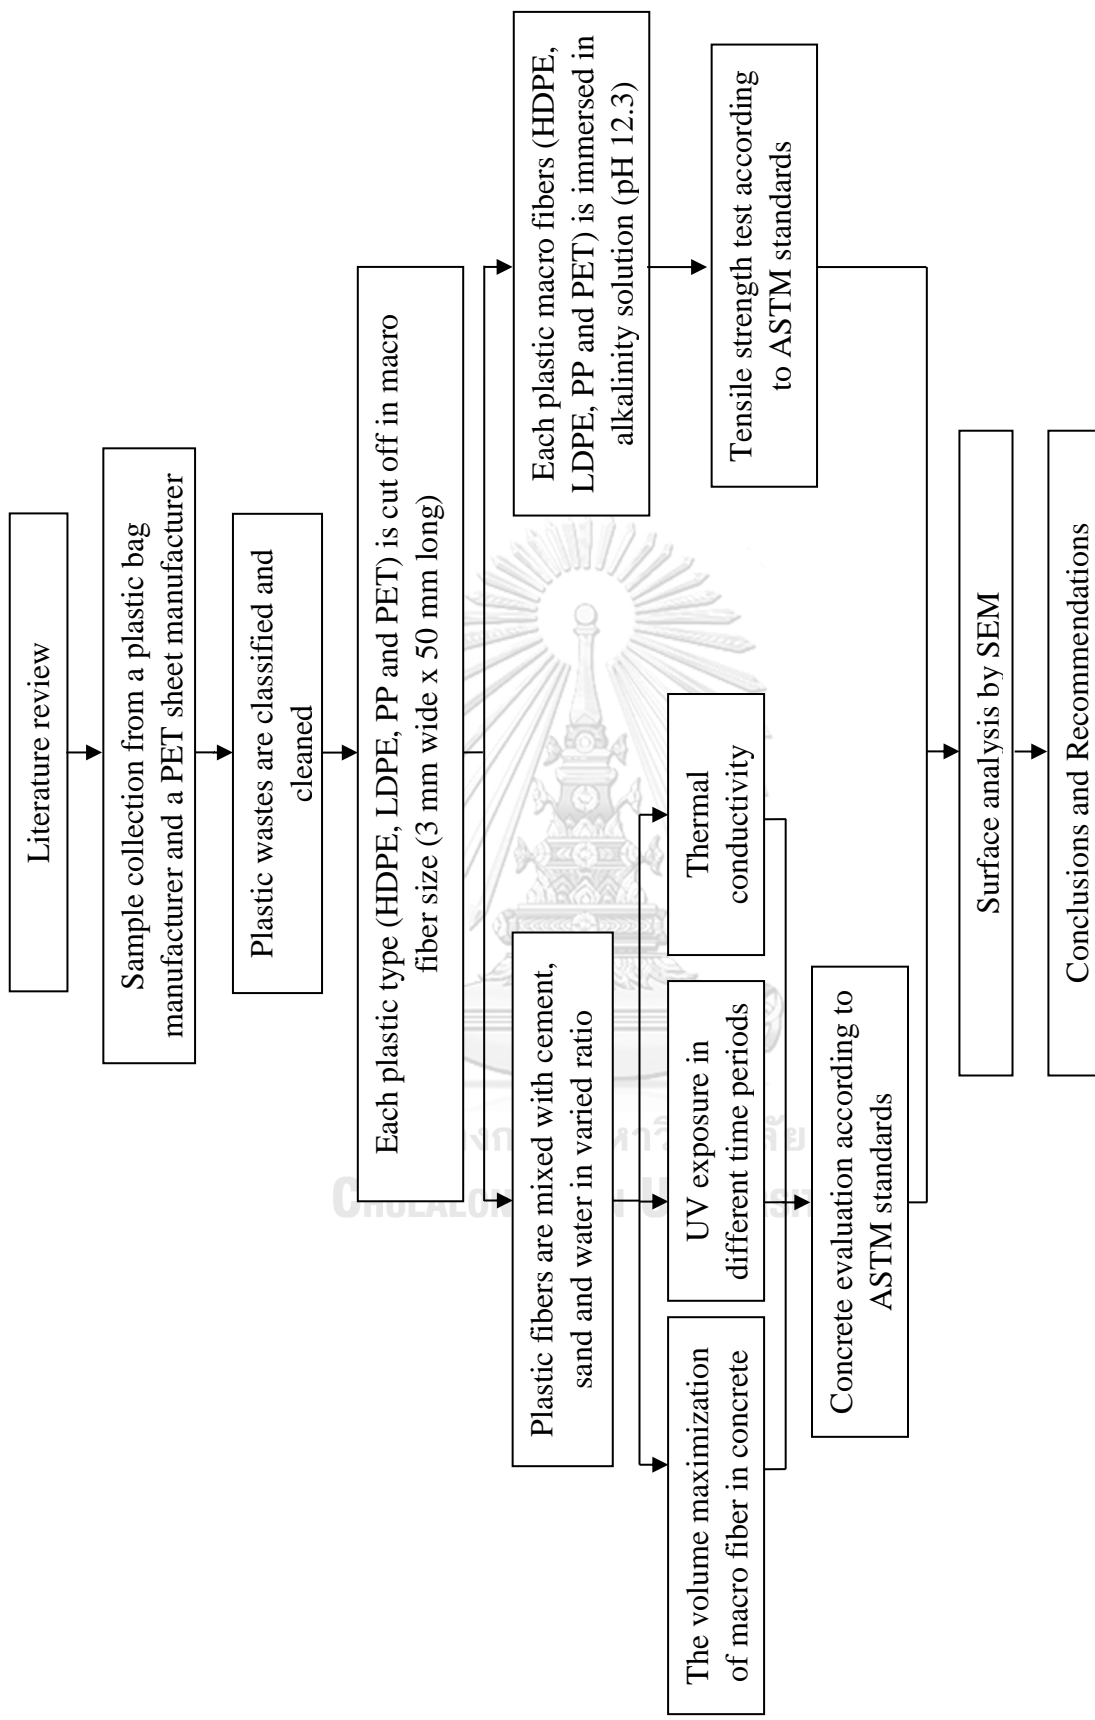 Literature review
Sample collection from a plastic bag
manufacturer and a PET sheet manufacturer
Plastic wastes are classified and
cleaned
Each plastic type (HDPE, LDPE, PP and PET) is cut off in macro
fiber size (3 mm wide x 50 mm long)
Plastic fibers are mixed with cement,
sand and water in varied ratio
Each plastic macro fibers (HDPE,
LDPE, PP and PET) is immersed in
alkalinity solution (pH 12.3)
The volume maximization
of macro fiber in concrete
UV exposure in
different time periods
Thermal
conductivity
Tensile strength test according
to ASTM standards
Concrete evaluation according to
ASTM standards
Surface analysis by SEM
Conclusions and Recommendations